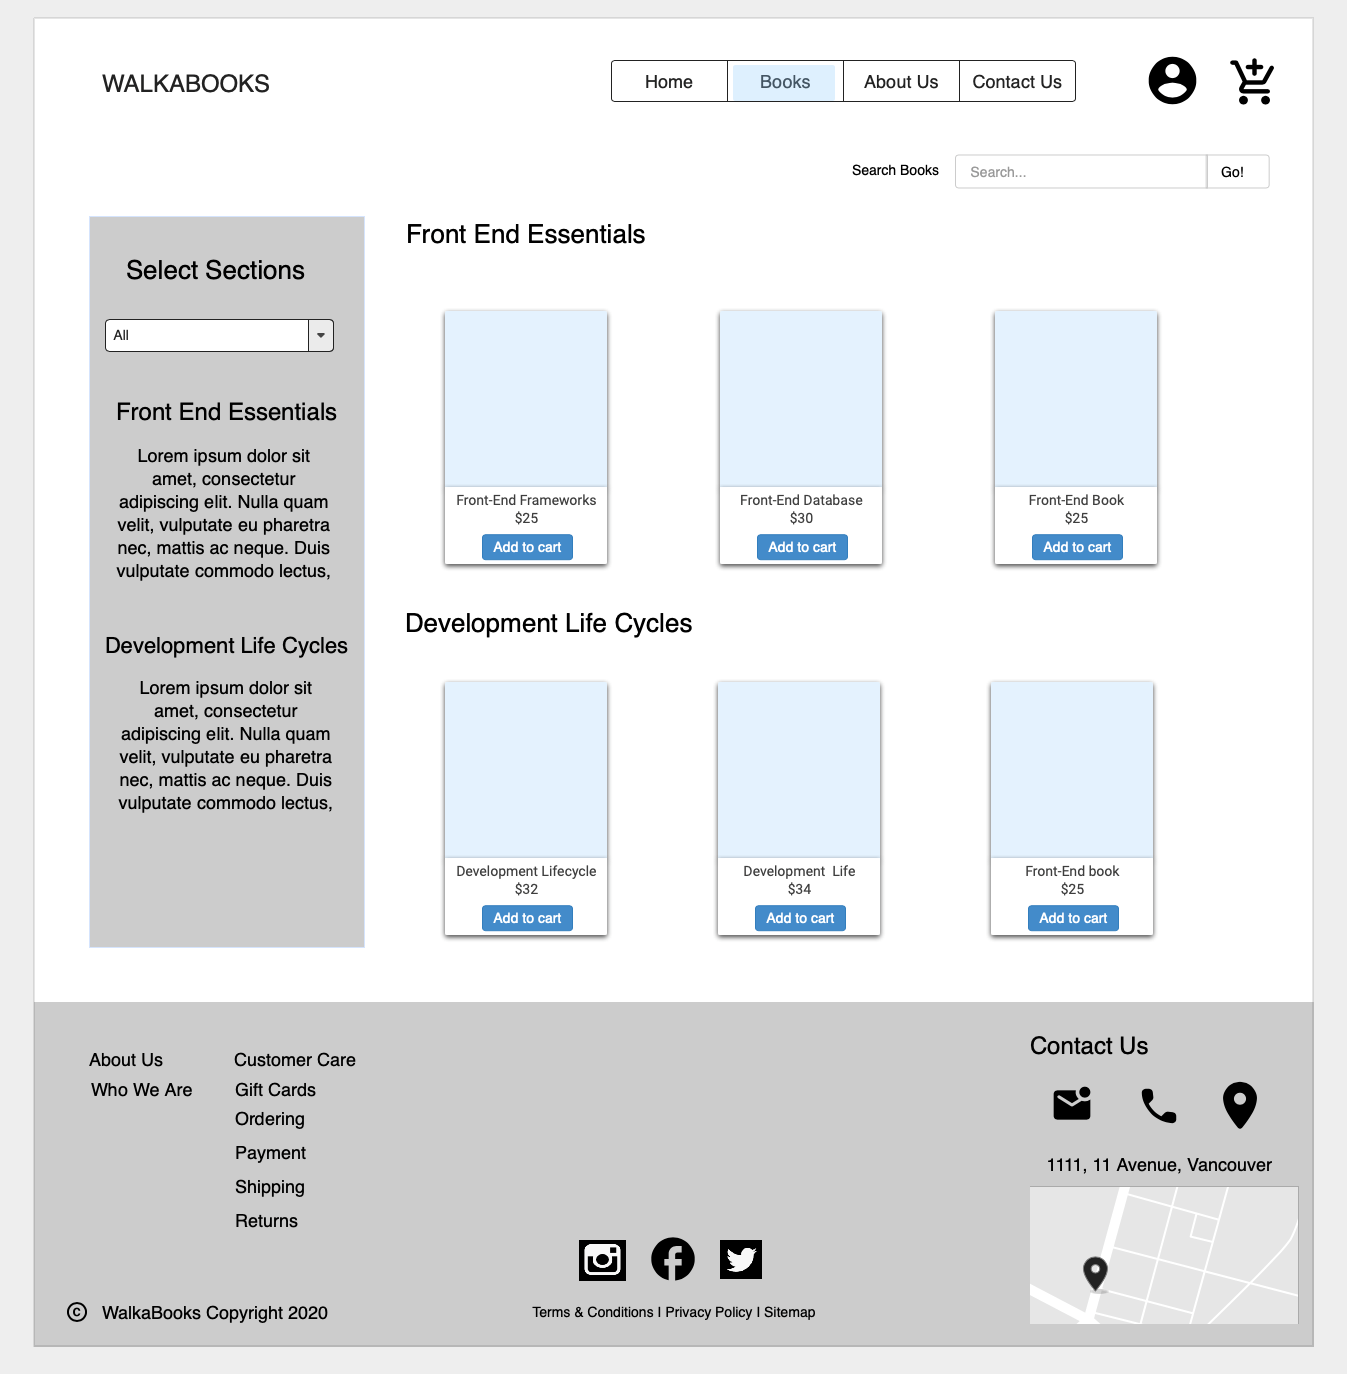 WALKABOOKS
Home
Books
About Us
Contact Us
Search Books
Search...
Go!
Select Sections
All
Front End Essentials
Lorem ipsum dolor sit
amet, consectetur
adipiscing elit. Nulla quam
velit, vulputate eu pharetra
nec, mattis ac neque. Duis
vulputate commodo lectus,
Development Life Cycles
Lorem ipsum dolor sit
amet, consectetur
adipiscing elit. Nulla quam
velit, vulputate eu pharetra
nec, mattis ac neque. Duis
vulputate commodo lectus,
Front End Essentials
Front-End Frameworks
$25
Add to cart
Front-End Database
$30
Add to cart
Front-End Book
$25
Add to cart
Development Life Cycles
Development Lifecycle
$32
Add to cart
Development  Life
$34
Add to cart
Front-End book
$25
Add to cart
About Us
Who We Are
Customer Care
Gift Cards
Ordering
Payment
Shipping
Returns
© WalkaBooks Copyright 2020
Terms & Conditions I Privacy Policy I Sitemap
Contact Us
1111, 11 Avenue, Vancouver